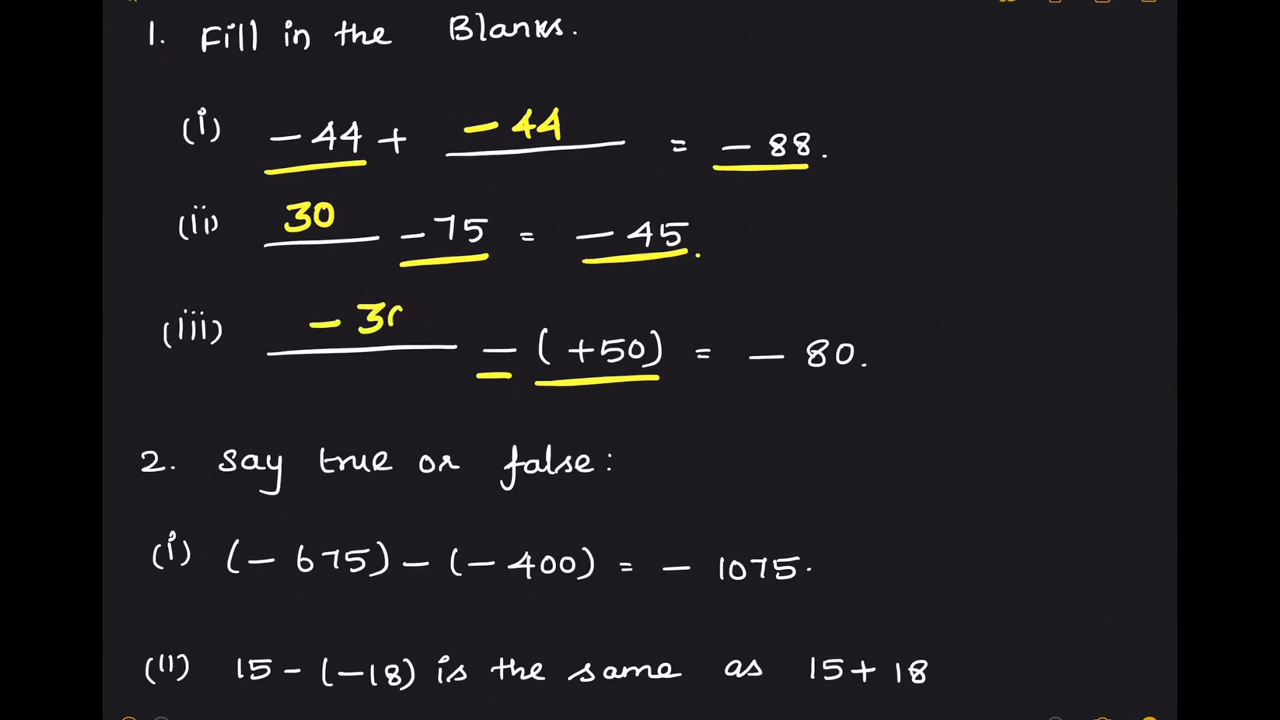 1. Fill in the Blanks.
(i) - 44 + - 44 = - 88.
(ii) 30 - 75 = - 45.
(iii) - 30 - ( +50) = - 80.
2. say true or false:
(i) (- 675) - (- 400) = - 1075.
(II) 15 - (-18) is the same as 15 + 18